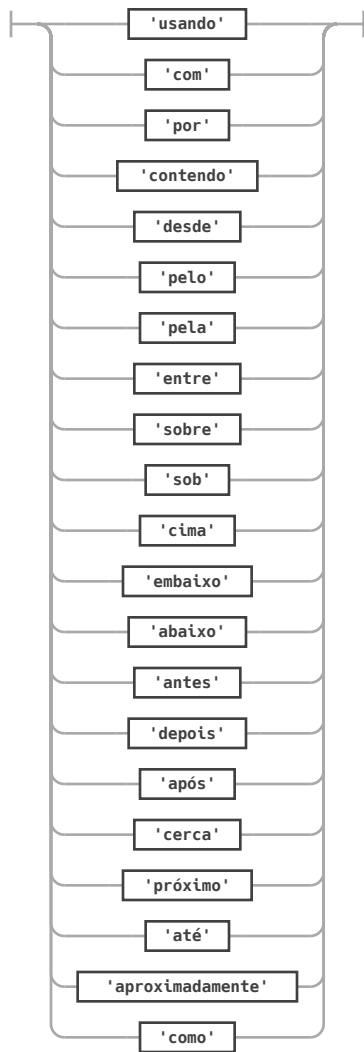 'usando'
'com'
'por'
'contendo'
'desde'
'pelo'
'pela'
'entre'
'sobre'
'sob'
'cima'
'embaixo'
'abaixo'
'antes'
'depois'
'após'
'cerca'
'próximo'
'até'
'aproximadamente'
'como'